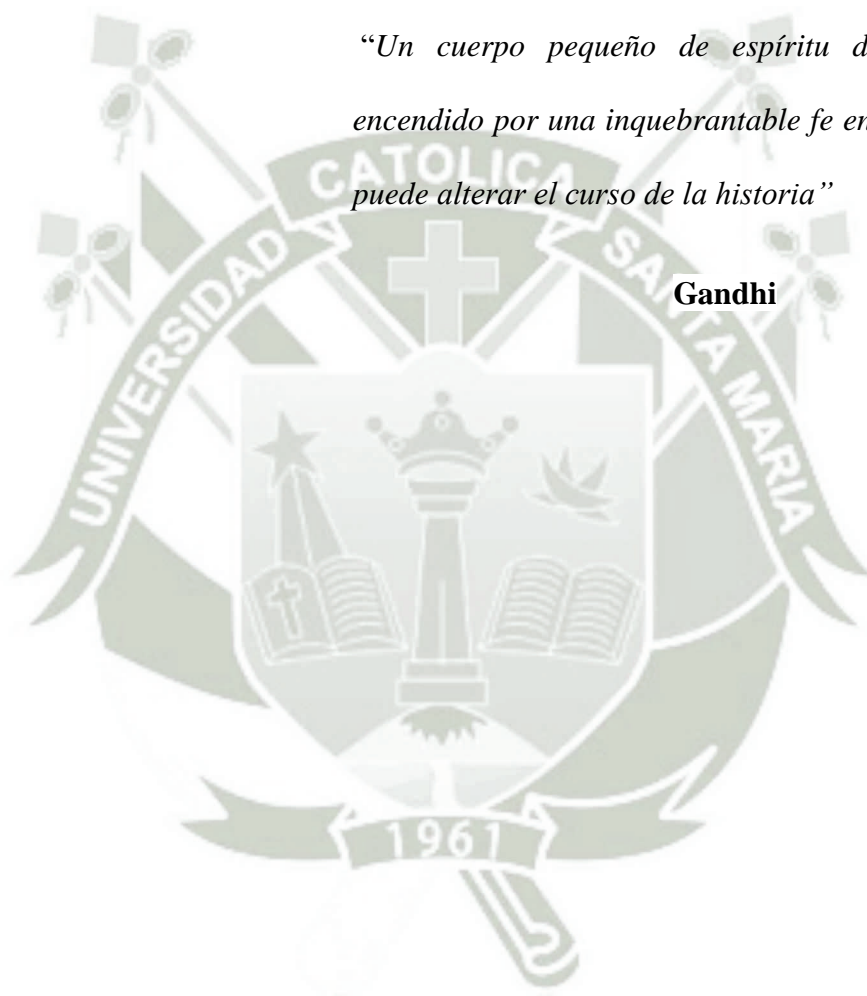 “Un cuerpo pequeño de espíritu d
encendido por una inquebrantable fe en
puede alterar el curso de la historia”
Gandhi
UNIVERSIDAD CATOLICA SANTA MARIA
1961